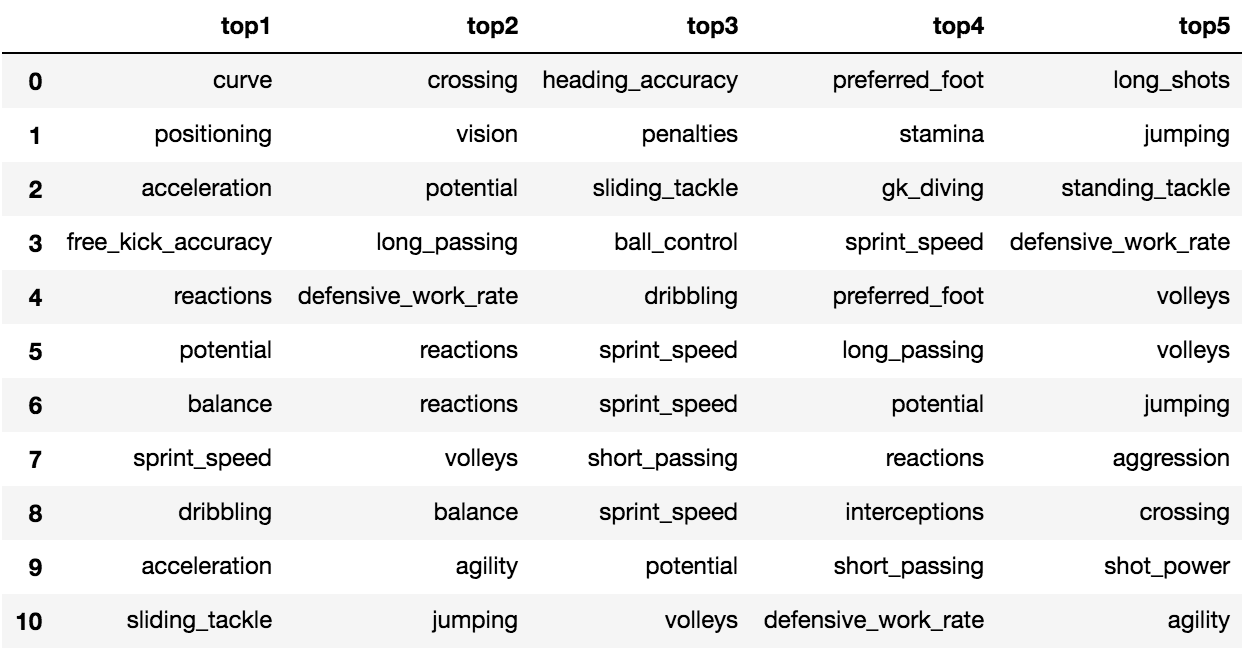 top1 top2 top3 top4 top5
0 curve crossing heading_accuracy preferred_foot long_shots
1 positioning vision penalties stamina jumping
2 acceleration potential sliding_tackle gk_diving standing_tackle
3 free_kick_accuracy long_passing ball_control sprint_speed defensive_work_rate
4 reactions defensive_work_rate dribbling preferred_foot volleys
5 potential reactions sprint_speed long_passing volleys
6 balance reactions sprint_speed potential jumping
7 sprint_speed volleys short_passing reactions aggression
8 dribbling balance sprint_speed interceptions crossing
9 acceleration agility potential short_passing shot_power
10 sliding_tackle jumping volleys defensive_work_rate agility